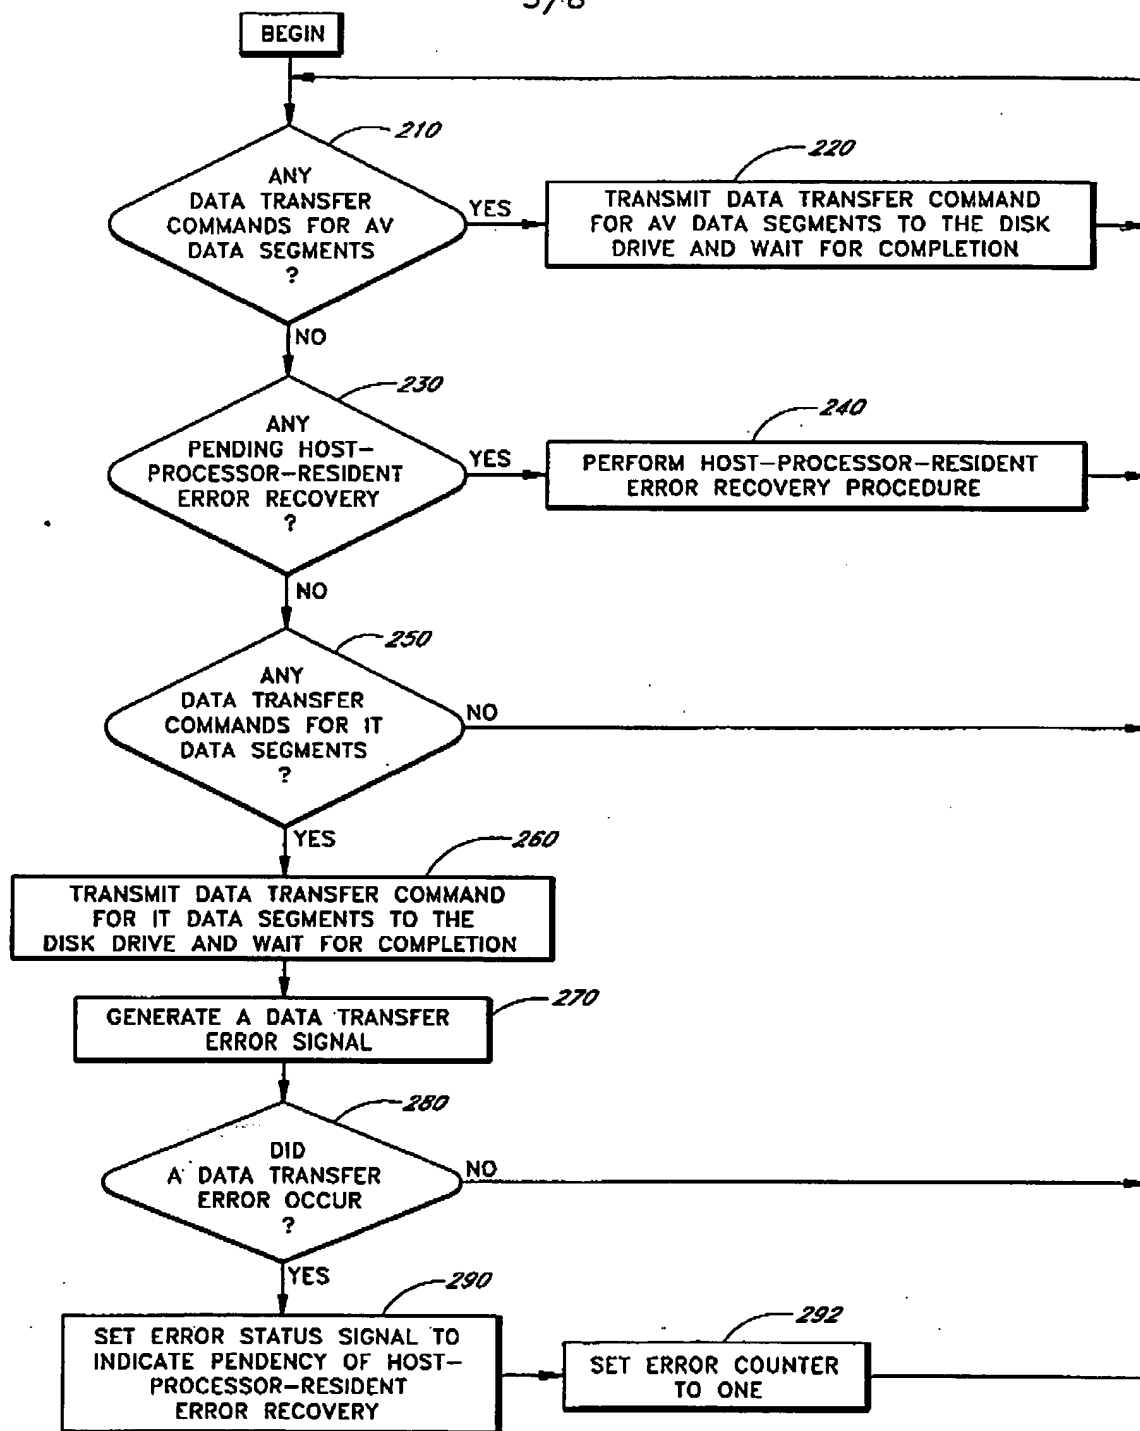 BEGIN
210
ANY
DATA TRANSFER
COMMANDS FOR AV
DATA SEGMENTS
?
YES
220
TRANSMIT DATA TRANSFER COMMAND
FOR AV DATA SEGMENTS TO THE DISK
DRIVE AND WAIT FOR COMPLETION
NO
230
ANY
PENDING HOST-
PROCESSOR-RESIDENT
ERROR RECOVERY
?
YES
240
PERFORM HOST-PROCESSOR-RESIDENT
ERROR RECOVERY PROCEDURE
NO
250
ANY
DATA TRANSFER
COMMANDS FOR IT
DATA SEGMENTS
?
NO
YES
260
TRANSMIT DATA TRANSFER COMMAND
FOR IT DATA SEGMENTS TO THE
DISK DRIVE AND WAIT FOR COMPLETION
270
GENERATE A DATA TRANSFER
ERROR SIGNAL
280
DID
A DATA TRANSFER
ERROR OCCUR
?
NO
YES
290
SET ERROR STATUS SIGNAL TO
INDICATE PENDENCY OF HOST-
PROCESSOR-RESIDENT
ERROR RECOVERY
292
SET ERROR COUNTER
TO ONE